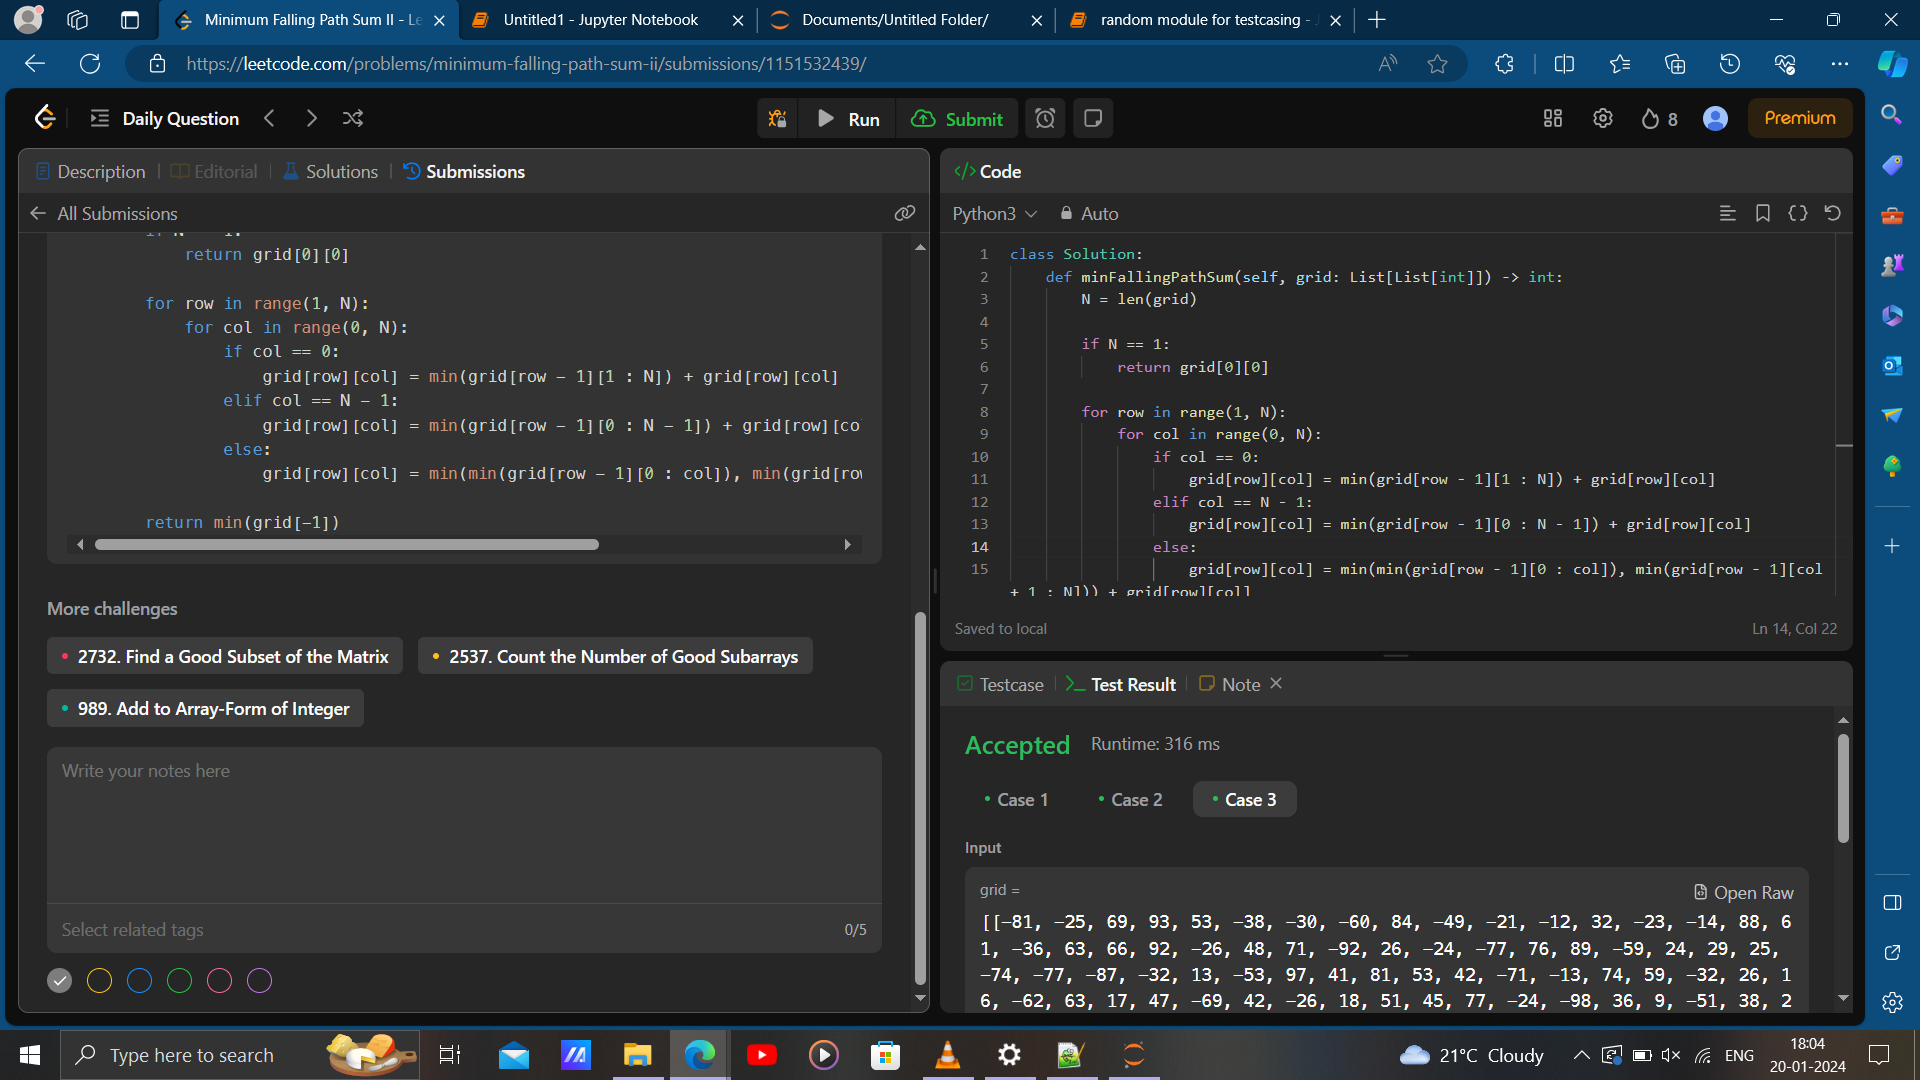 Minimum Falling Path Sum II - Le
Untitled1 - Jupyter Notebook
Documents/Untitled Folder/
random module for testcasing -
https://leetcode.com/problems/minimum-falling-path-sum-ii/submissions/1151532439/
Daily Question
Run
Submit
8
Premium
Description
Editorial
Solutions
Submissions
All Submissions
return grid[0][0]
for row in range(1, N):
for col in range(0, N):
if col == 0:
grid[row][col] = min(grid[row - 1][1 : N]) + grid[row][col]
elif col == N - 1:
grid[row][col] = min(grid[row - 1][0 : N - 1]) + grid[row][co
else:
grid[row][col] = min(min(grid[row - 1][0 : col]), min(grid[row
return min(grid[-1])
More challenges
2732. Find a Good Subset of the Matrix
2537. Count the Number of Good Subarrays
989. Add to Array-Form of Integer
Write your notes here
Select related tags
0/5
</> Code
Python3
Auto
1 class Solution:
2 def minFallingPathSum(self, grid: List[List[int]]) -> int:
3 N = len(grid)
4
5 if N == 1:
6 return grid[0][0]
7
8 for row in range(1, N):
9 for col in range(0, N):
10 if col == 0:
11 grid[row][col] = min(grid[row - 1][1 : N]) + grid[row][col]
12 elif col == N - 1:
13 grid[row][col] = min(grid[row - 1][0 : N - 1]) + grid[row][col]
14 else:
15 grid[row][col] = min(min(grid[row - 1][0 : col]), min(grid[row - 1][col
+ 1 : N])) + grid[row][col]
Saved to local
Ln 14, Col 22
Testcase
Test Result
Note
Accepted
Runtime: 316 ms
Case 1
Case 2
Case 3
Input
grid =
Open Raw
[[-81, -25, 69, 93, 53, -38, -30, -60, 84, -49, -21, -12, 32, -23, -14, 88, 6
1, -36, 63, 66, 92, -26, 48, 71, -92, 26, -24, -77, 76, 89, -59, 24, 29, 25,
-74, -77, -87, -32, 13, -53, 97, 41, 81, 53, 42, -71, -13, 74, 59, -32, 26, 1
6, -62, 63, 17, 47, -69, 42, -26, 18, 51, 45, 77, -24, -98, 36, 9, -51, 38, 2
Type here to search
21°C Cloudy
ENG
18:04
20-01-2024